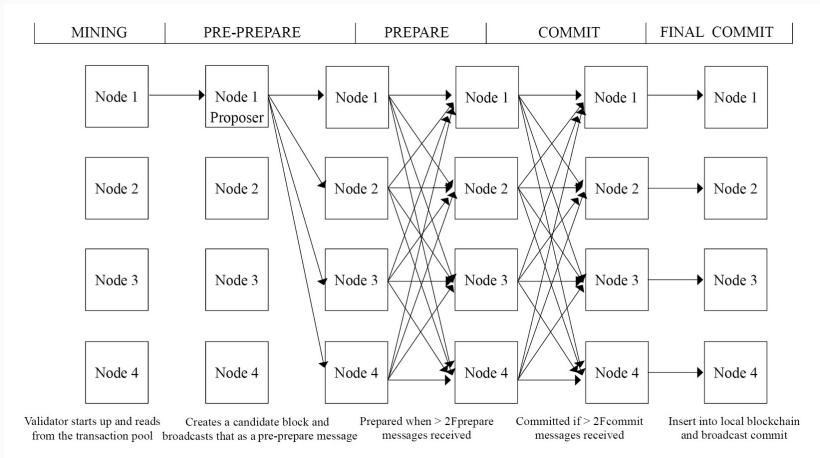 MINING PRE-PREPARE PREPARE COMMIT FINAL COMMIT
Node 1 Node 1 Node 1 Node 1 Node 1 Node 1
Proposer
Node 2 Node 2 Node 2 Node 2 Node 2 Node 2
Node 3 Node 3 Node 3 Node 3 Node 3 Node 3
Node 4 Node 4 Node 4 Node 4 Node 4 Node 4
Validator starts up and reads
from the transaction pool
Creates a candidate block and
broadcasts that as a pre-prepare message
Prepared when > 2Fprepare
messages received
Committed if > 2Fcommit
messages received
Insert into local blockchain
and broadcast commit